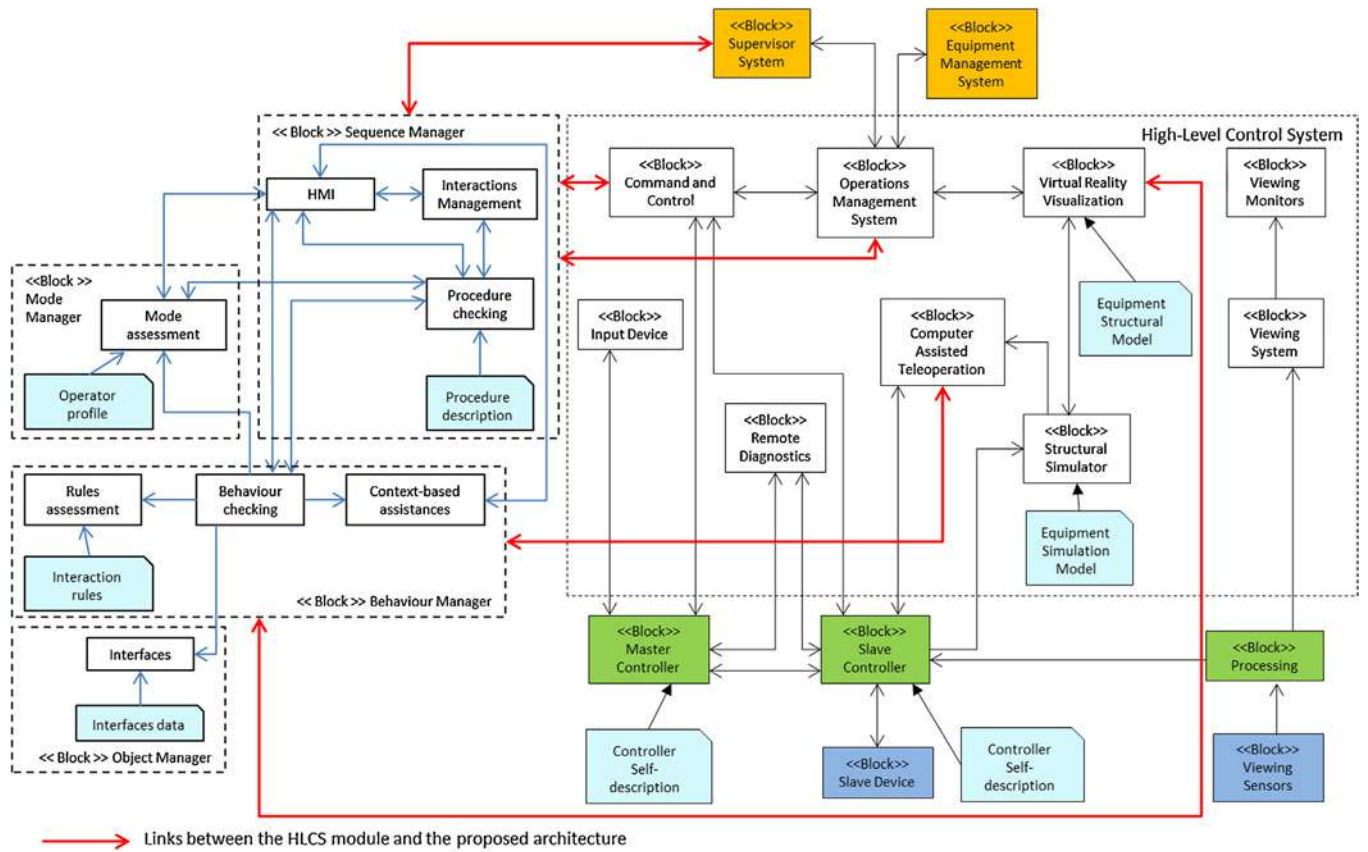 <<Block>>
Supervisor
System
<<Block>>
Equipment
Management
System
<< Block >> Sequence Manager
HMI
Interactions
Management
Procedure
checking
Procedure
description
<<Block >>
Mode
Manager
Mode
assessment
Operator
profile
Rules
assessment
Behaviour
checking
Context-based
assistances
Interaction
rules
<< Block >> Behaviour Manager
Interfaces
Interfaces data
<< Block >> Object Manager
High-Level Control System
<<Block>>
Command and
Control
<<Block>>
Operations
Management
System
<<Block>>
Virtual Reality
Visualization
<<Block>>
Viewing
Monitors
<<Block>>
Input Device
<<Block>>
Computer
Assisted
Teleoperation
Equipment
Structural
Model
<<Block>>
Viewing
System
<<Block>>
Remote
Diagnostics
<<Block>>
Structural
Simulator
Equipment
Simulation
Model
<<Block>>
Master
Controller
<<Block>>
Slave
Controller
<<Block>>
Processing
Controller
Self-
description
<<Block>>
Slave Device
Controller
Self-
description
<<Block>>
Viewing
Sensors
Links between the HLCS module and the proposed architecture